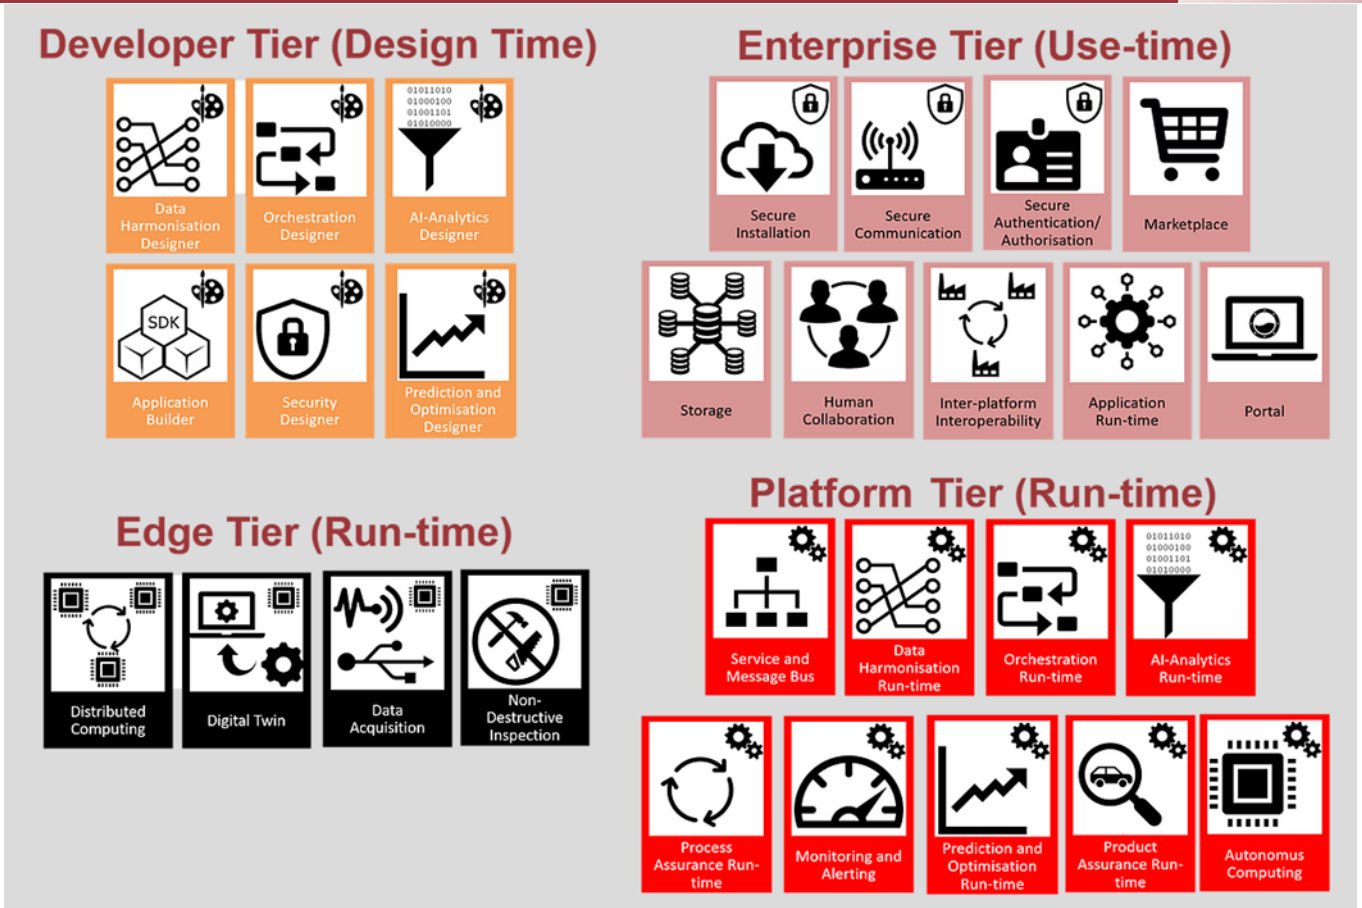 Developer Tier (Design Time)
01011010
01000100
01001101
01010000
Data
Harmonisation
Designer
Orchestration
Designer
AI-Analytics
Designer
SDK
Application
Builder
Security
Designer
Prediction and
Optimisation
Designer
Enterprise Tier (Use-time)
Secure
Installation
Secure
Communication
Secure
Authentication/
Authorisation
Marketplace
Storage
Human
Collaboration
Inter-platform
Interoperability
Application
Run-time
Portal
Edge Tier (Run-time)
Distributed
Computing
Digital Twin
Data
Acquisition
Non-
Destructive
Inspection
Platform Tier (Run-time)
01011010
01000100
01001101
01010000
Service and
Message Bus
Data
Harmonisation
Run-time
Orchestration
Run-time
AI-Analytics
Run-time
Process
Assurance Run-
time
Monitoring and
Alerting
Prediction and
Optimisation
Run-time
Product
Assurance Run-
time
Autonomus
Computing